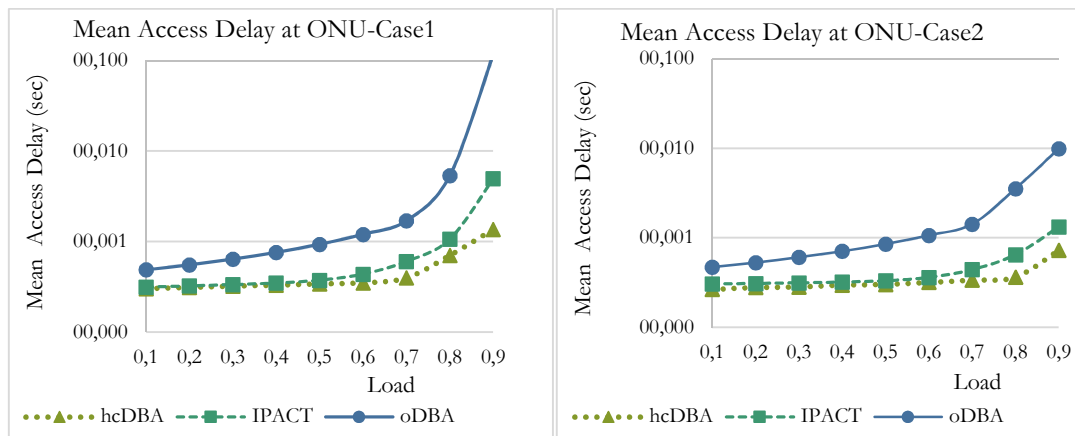 Mean Access Delay at ONU-Case1
00,100
00,010
00,001
00,000
Mean Access Delay (sec)
0,1 0,2 0,3 0,4 0,5 0,6 0,7 0,8 0,9
Load
hcDBA IPACT oDBA
Mean Access Delay at ONU-Case2
00,100
00,010
00,001
00,000
Mean Access Delay (sec)
0,1 0,2 0,3 0,4 0,5 0,6 0,7 0,8 0,9
Load
hcDBA IPACT oDBA